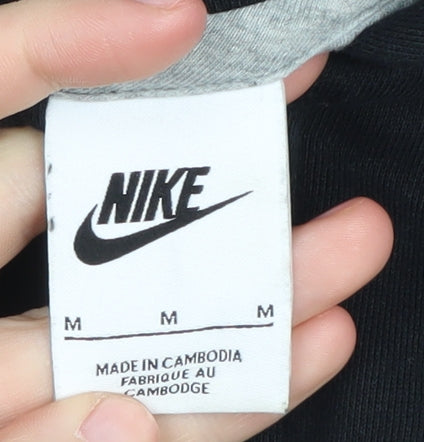 NIKE
M M M
MADE IN CAMBODIA
FABRIQUE AU
CAMBODGE